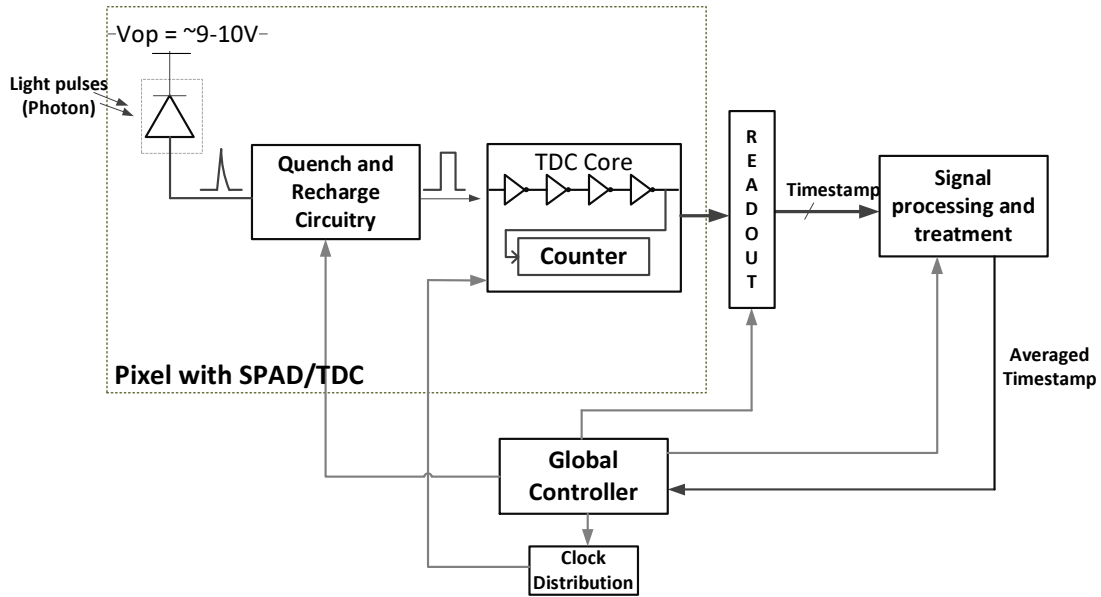 Vop = ~9-10V
Light pulses
(Photon)
Quench and
Recharge
Circuitry
TDC Core
Counter
READOUT
Timestamp
Signal
processing and
treatment
Pixel with SPAD/TDC
Averaged
Timestamp
Global
Controller
Clock
Distribution